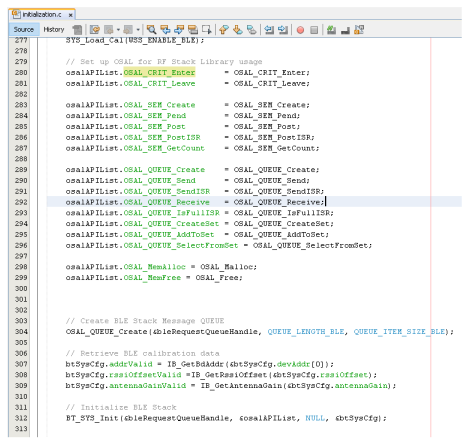 initialization.c x
Source History
277 SYS_Load_Cal(WSS_ENABLE_BLE);
278
279 // Set up OSAL for RF Stack Library usage
280 osalAPIList.OSAL_CRIT_Enter = OSAL_CRIT_Enter;
281 osalAPIList.OSAL_CRIT_Leave = OSAL_CRIT_Leave;
282
283 osalAPIList.OSAL_SEM_Create = OSAL_SEM_Create;
284 osalAPIList.OSAL_SEM_Pend = OSAL_SEM_Pend;
285 osalAPIList.OSAL_SEM_Post = OSAL_SEM_Post;
286 osalAPIList.OSAL_SEM_PostISR = OSAL_SEM_PostISR;
287 osalAPIList.OSAL_SEM_GetCount = OSAL_SEM_GetCount;
288
289 osalAPIList.OSAL_QUEUE_Create = OSAL_QUEUE_Create;
290 osalAPIList.OSAL_QUEUE_Send = OSAL_QUEUE_Send;
291 osalAPIList.OSAL_QUEUE_SendISR = OSAL_QUEUE_SendISR;
292 osalAPIList.OSAL_QUEUE_Receive = OSAL_QUEUE_Receive;
293 osalAPIList.OSAL_QUEUE_IsFullISR = OSAL_QUEUE_IsFullISR;
294 osalAPIList.OSAL_QUEUE_CreateSet = OSAL_QUEUE_CreateSet;
295 osalAPIList.OSAL_QUEUE_AddToSet = OSAL_QUEUE_AddToSet;
296 osalAPIList.OSAL_QUEUE_SelectFromSet = OSAL_QUEUE_SelectFromSet;
297
298 osalAPIList.OSAL_MemAlloc = OSAL_Malloc;
299 osalAPIList.OSAL_MemFree = OSAL_Free;
300
301
302
303 // Create BLE Stack Message QUEUE
304 OSAL_QUEUE_Create(&bleRequestQueueHandle, QUEUE_LENGTH_BLE, QUEUE_ITEM_SIZE_BLE);
305
306 // Retrieve BLE calibration data
307 btSysCfg.addrValid = IB_GetBdAddr(&btSysCfg.devAddr[0]);
308 btSysCfg.rssiOffsetValid =IB_GetRssiOffset(&btSysCfg.rssiOffset);
309 btSysCfg.antennaGainValid = IB_GetAntennaGain(&btSysCfg.antennaGain);
310
311 // Initialize BLE Stack
312 BT_SYS_Init(&bleRequestQueueHandle, &osalAPIList, NULL, &btSysCfg);
313